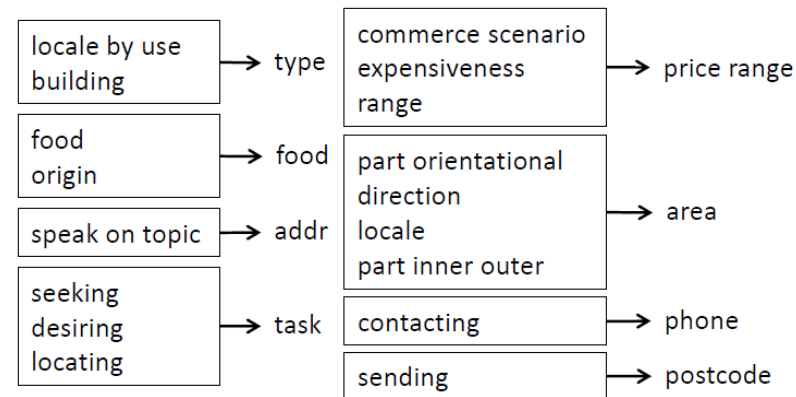 locale by use
building
type
food
origin
food
speak on topic
addr
seeking
desiring
locating
task
commerce scenario
expensiveness
range
price range
part orientational
direction
locale
part inner outer
area
contacting
phone
sending
postcode